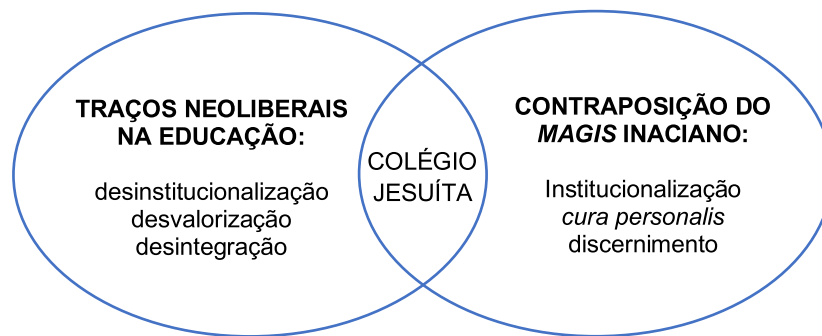 TRAÇOS NEOLIBERAIS
NA EDUCAÇÃO:
desinstitucionalização
desvalorização
desintegração
COLÉGIO
JESUÍTA
CONTRAPOSIÇÃO DO
MAGIS INACIANO:
Institucionalização
cura personalis
discernimento